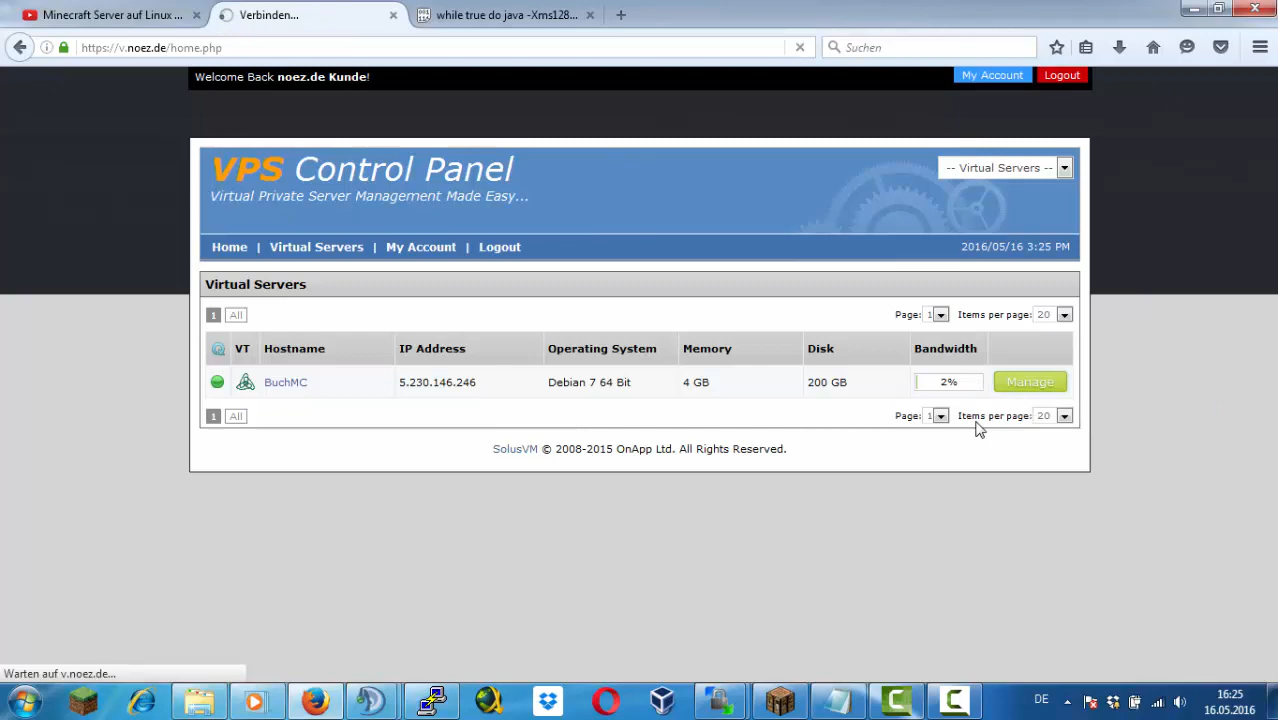 Minecraft Server auf Linux ...
Verbinden...
while true do java -Xms128...
https://v.noez.de/home.php
Suchen
Welcome Back noez.de Kunde!
My Account
Logout
VPS Control Panel
Virtual Private Server Management Made Easy...
-- Virtual Servers --
Home | Virtual Servers | My Account | Logout
2016/05/16 3:25 PM
Virtual Servers
1 All
Page: 1 Items per page: 20
VT Hostname IP Address Operating System Memory Disk Bandwidth
BuchMC 5.230.146.246 Debian 7 64 Bit 4 GB 200 GB 2% Manage
1 All
Page: 1 Items per page: 20
SolusVM © 2008-2015 OnApp Ltd. All Rights Reserved.
Warten auf v.noez.de...
DE
16:25
16.05.2016